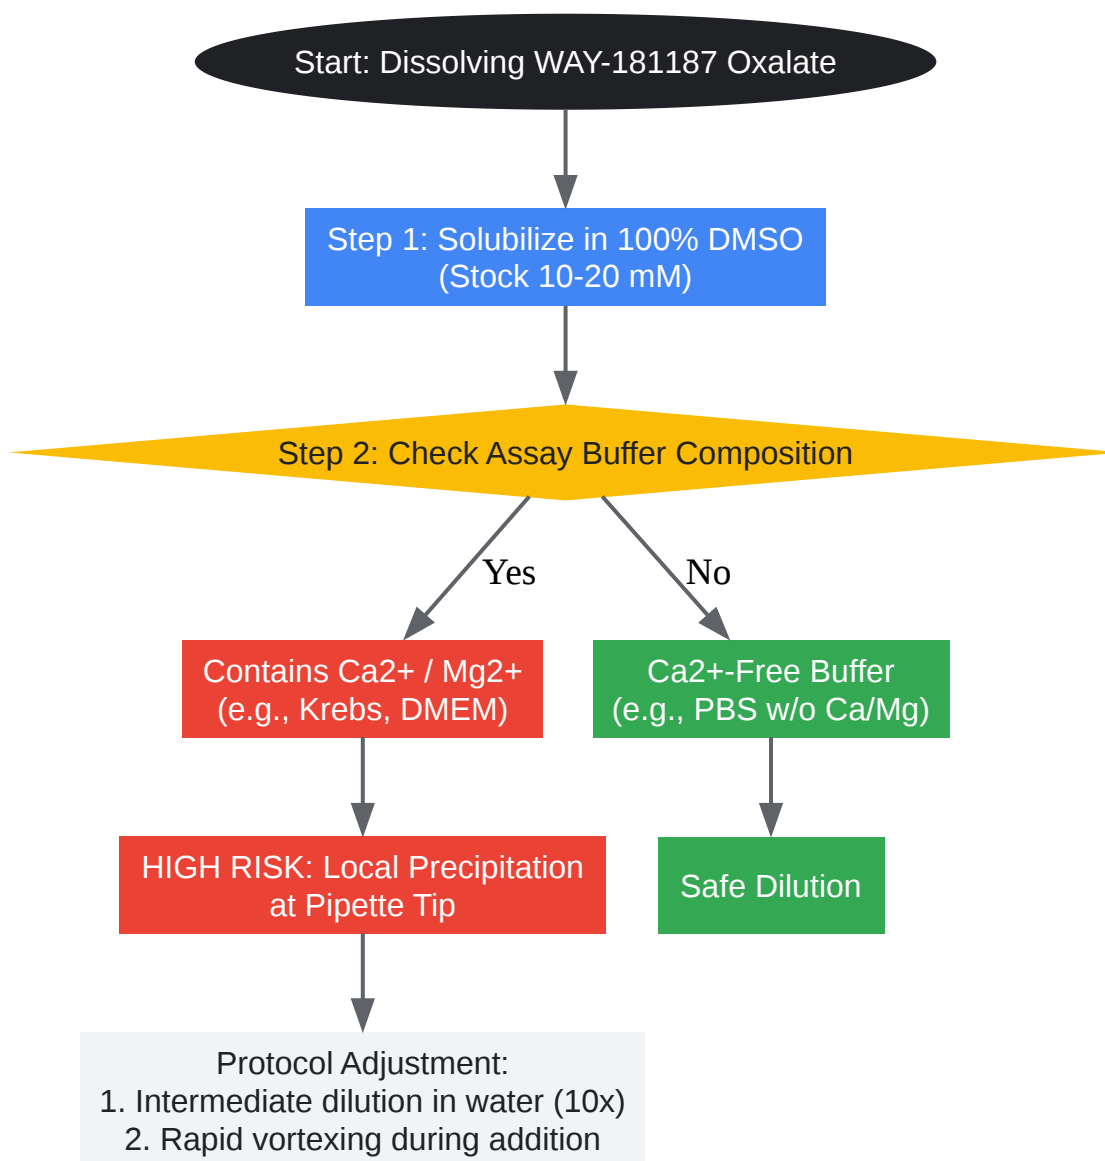 Start: Dissolving WAY-181187 Oxalate
Step 1: Solubilize in 100% DMSO
(Stock 10-20 mM)
Step 2: Check Assay Buffer Composition
Yes
No
Contains Ca2+ / Mg2+
(e.g., Krebs, DMEM)
Ca2+-Free Buffer
(e.g., PBS w/o Ca/Mg)
HIGH RISK: Local Precipitation
at Pipette Tip
Safe Dilution
Protocol Adjustment:
1. Intermediate dilution in water (10x)
2. Rapid vortexing during addition